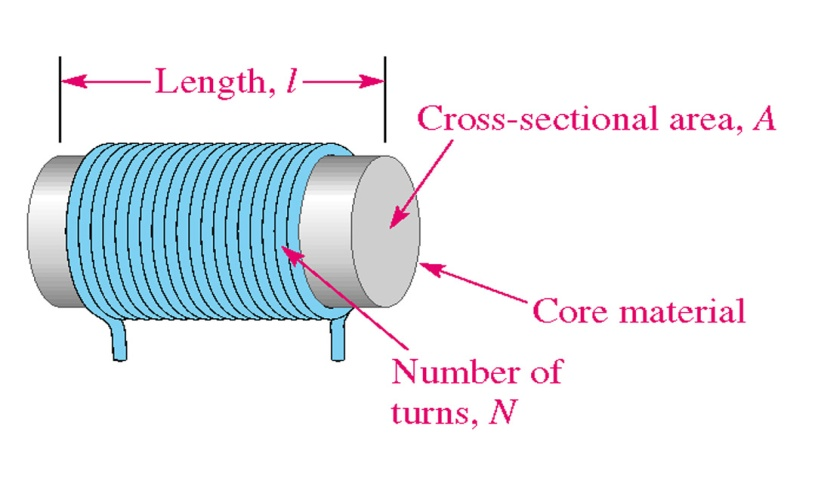 Length, l
Cross-sectional area, A
Core material
Number of
turns, N